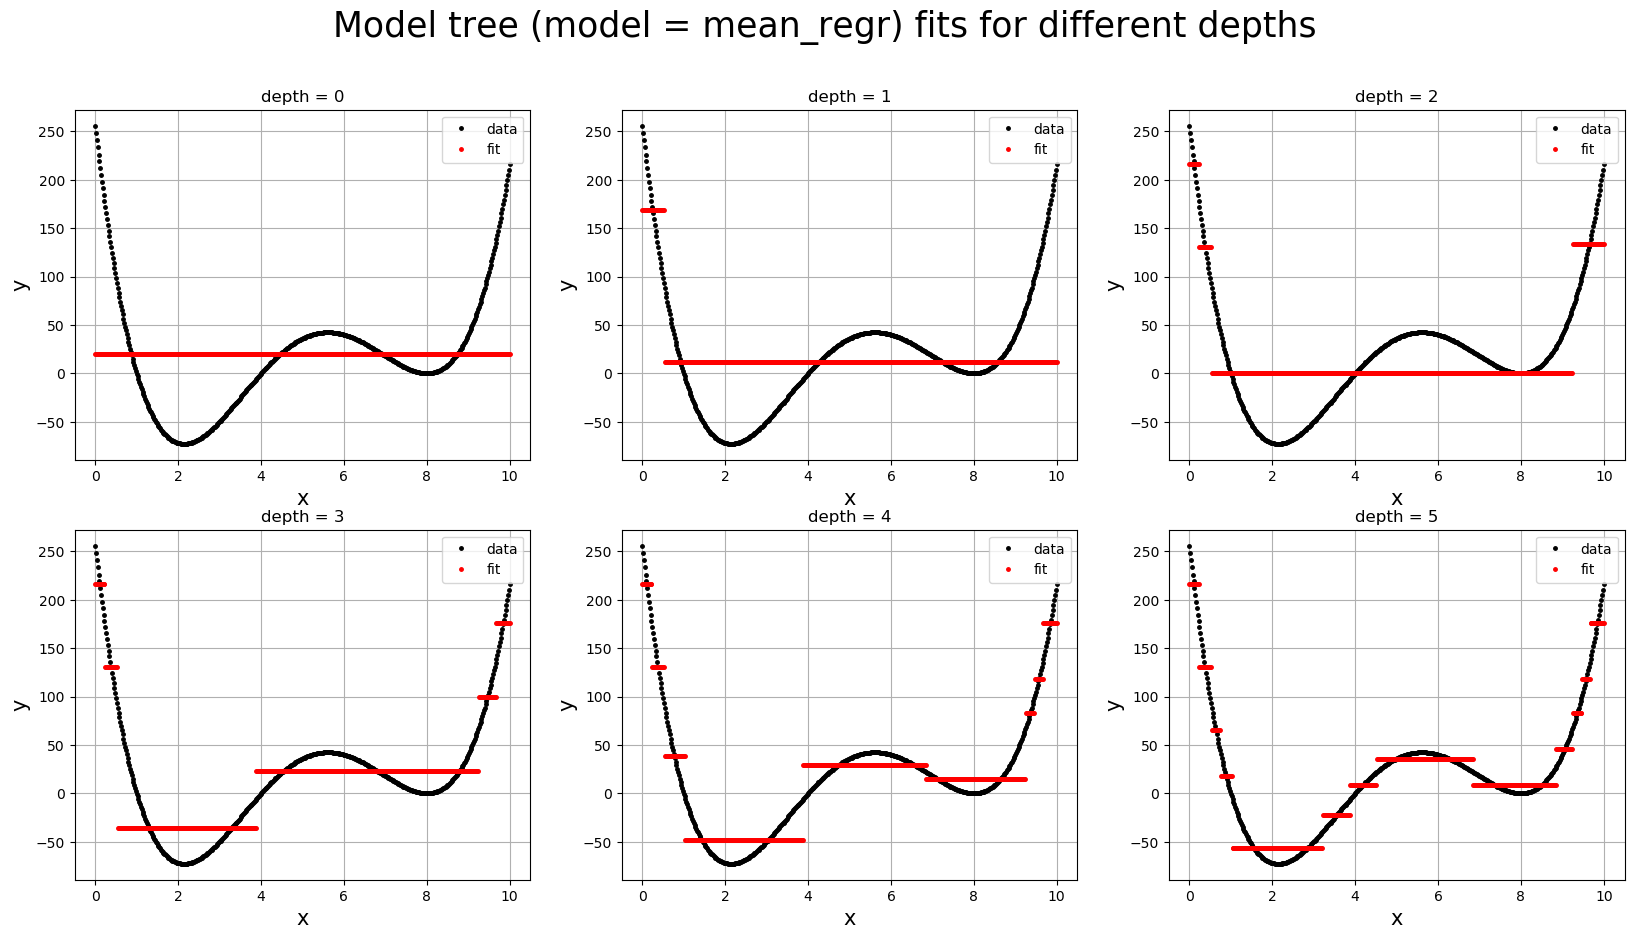 Model tree (model = mean_regr) fits for different depths
depth = 0
250
200
150
100
50
0
−50
0 2 4 6 8 10
x
y
data
fit
depth = 1
250
200
150
100
50
0
−50
0 2 4 6 8 10
x
y
data
fit
depth = 2
250
200
150
100
50
0
−50
0 2 4 6 8 10
x
y
data
fit
depth = 3
250
200
150
100
50
0
−50
0 2 4 6 8 10
x
y
data
fit
depth = 4
250
200
150
100
50
0
−50
0 2 4 6 8 10
x
y
data
fit
depth = 5
250
200
150
100
50
0
−50
0 2 4 6 8 10
x
y
data
fit